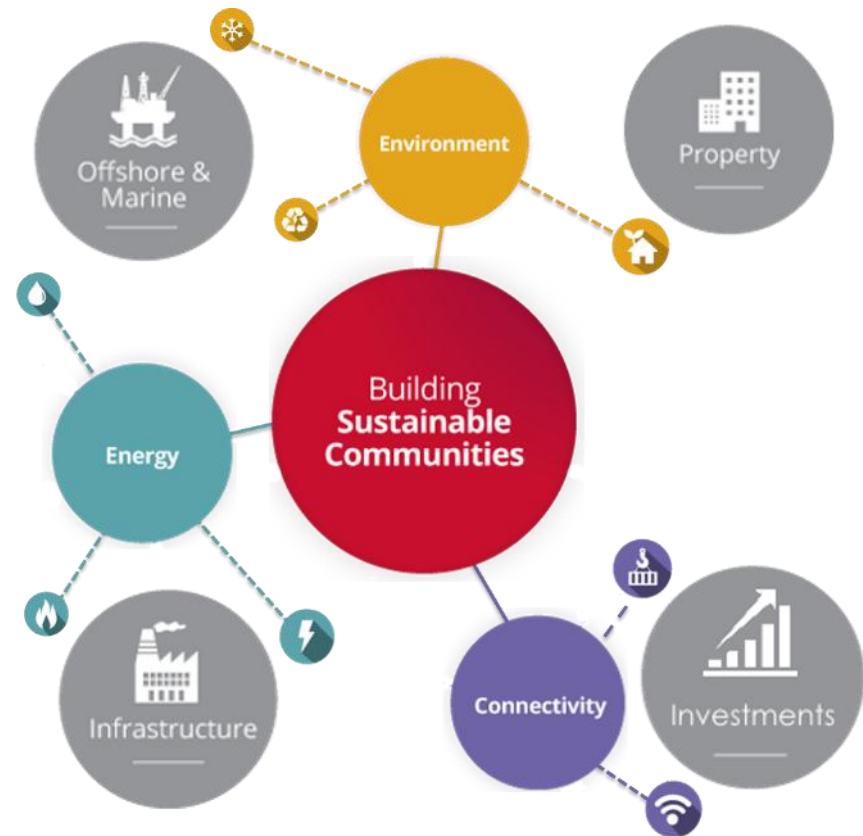 Environment
Offshore &
Marine
Property
Building
Sustainable
Communities
Energy
Infrastructure
Connectivity
Investments